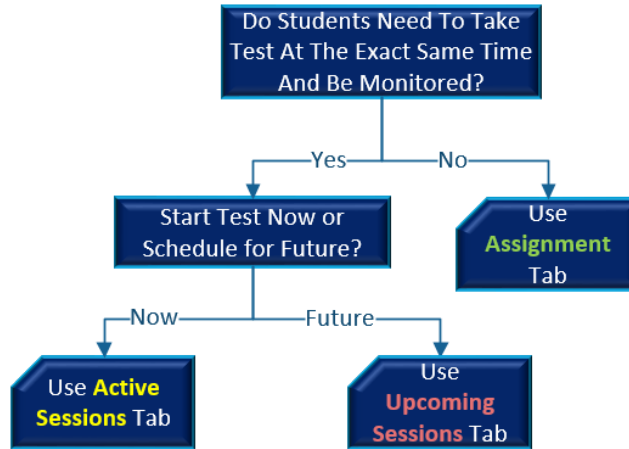 Do Students Need To Take
Test At The Exact Same Time
And Be Monitored?
Yes
No
Start Test Now or
Schedule for Future?
Use
Assignment
Tab
Now
Future
Use Active
Sessions Tab
Use
Upcoming
Sessions Tab